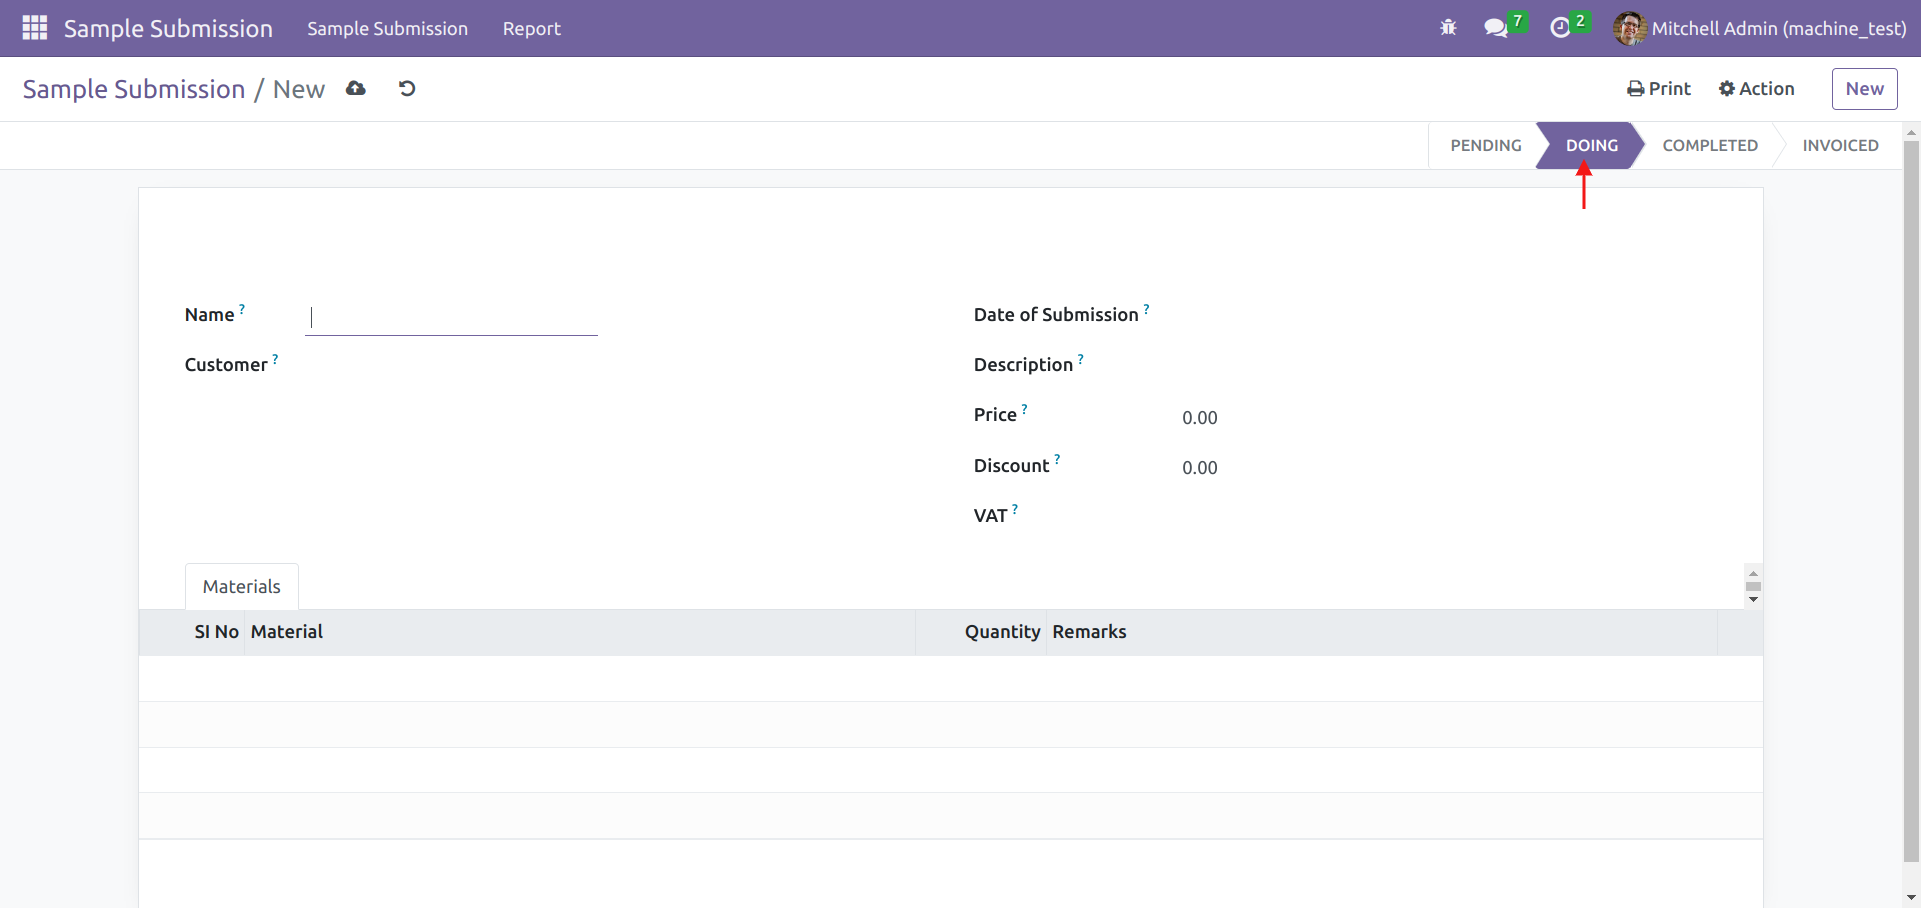 Sample Submission Sample Submission Report 7 2 Mitchell Admin (machine_test)
Sample Submission / New Print Action New
PENDING DOING COMPLETED INVOICED
Name ? Date of Submission ?
Customer ? Description ?
Price ? 0.00
Discount ? 0.00
VAT ?
Materials
SI No Material Quantity Remarks